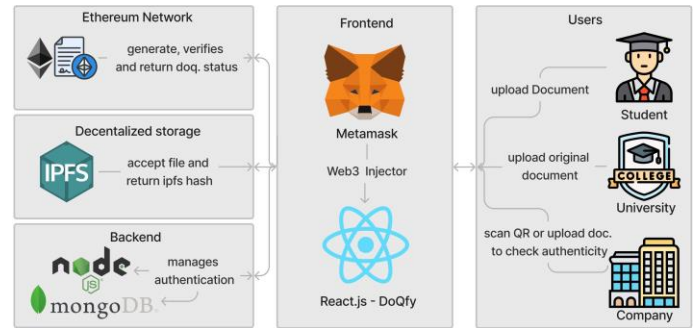 Ethereum Network
generate, verifies
and return doq. status
Decentalized storage
IPFS
accept file and
return ipfs hash
Backend
node
JS
manages
authentication
mongoDB
Frontend
Metamask
Web3 Injector
React.js - DoQfy
Users
upload Document
Student
upload original
document
COLLEGE
University
scan QR or upload doc.
to check authenticity
Company